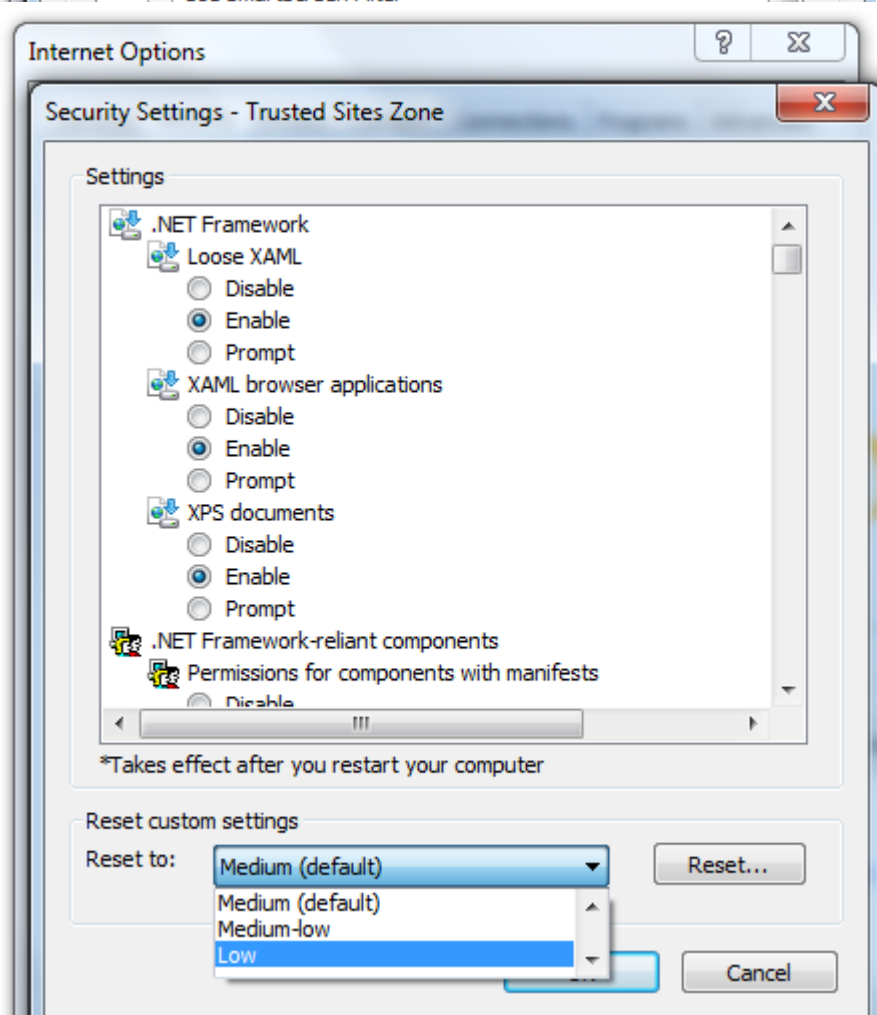 Internet Options
Security Settings - Trusted Sites Zone
Settings
.NET Framework
Loose XAML
Disable
Enable
Prompt
XAML browser applications
Disable
Enable
Prompt
XPS documents
Disable
Enable
Prompt
.NET Framework-reliant components
Permissions for components with manifests
Disable
*Takes effect after you restart your computer
Reset custom settings
Reset to:
Medium (default)
Reset...
Medium (default)
Medium-low
Low
Cancel